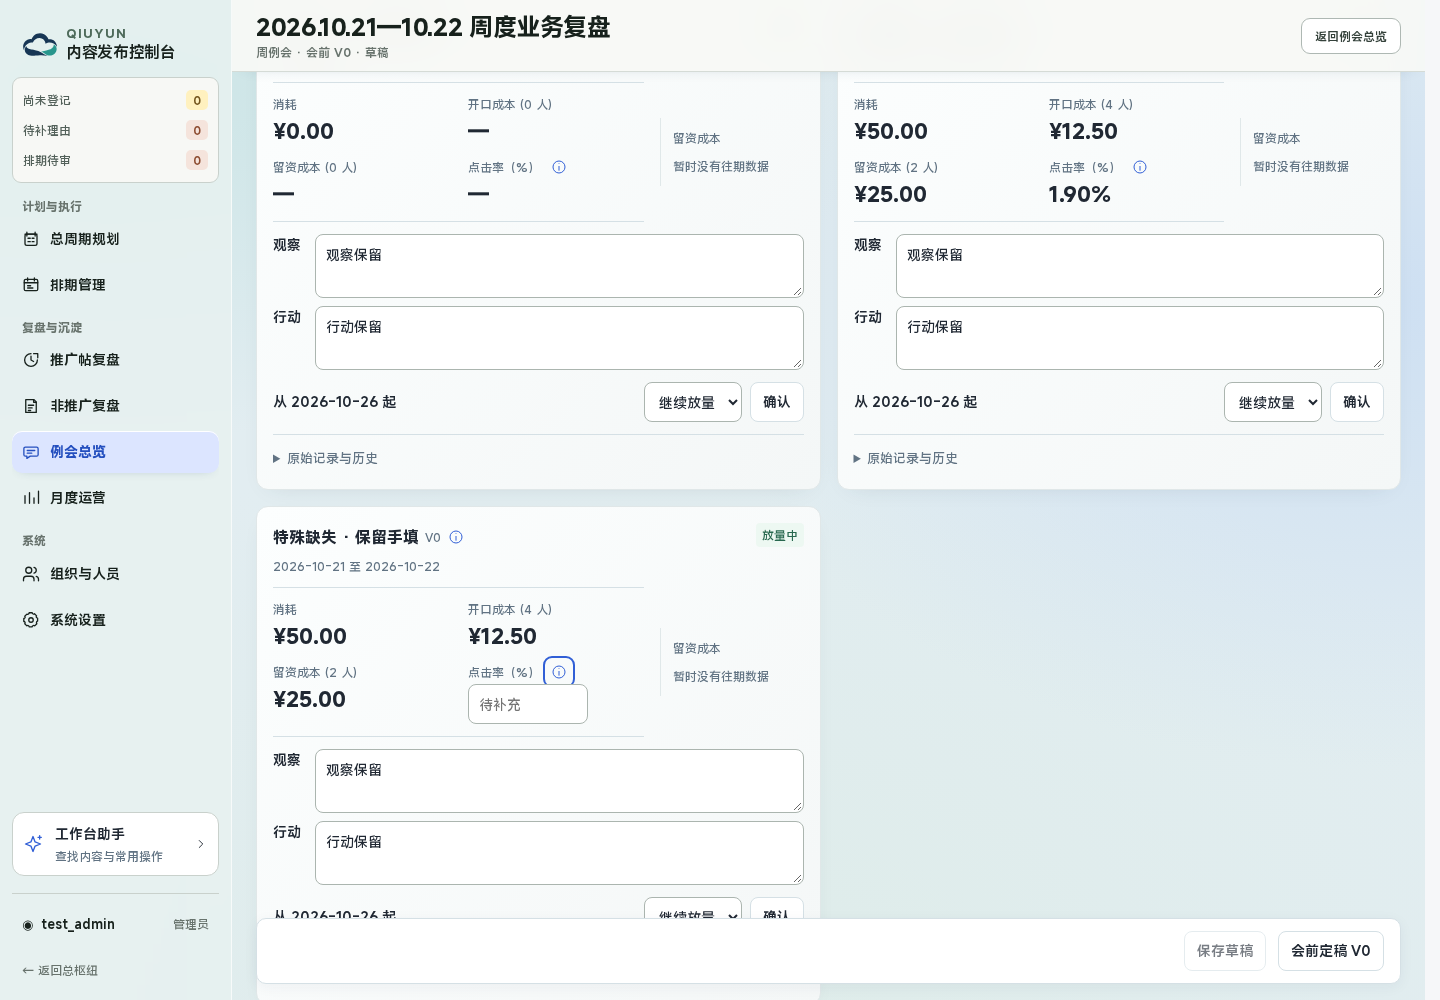 QIUYUN
内容发布控制台
尚未登记 0
待补理由 0
排期待审 0
计划与执行
总周期规划
排期管理
复盘与沉淀
推广帖复盘
非推广复盘
例会总览
月度运营
系统
组织与人员
系统设置
工作台助手
查找内容与常用操作
test_admin 管理员
← 返回总枢纽
2026.10.21—10.22 周度业务复盘
周例会 · 会前 V0 · 草稿
返回例会总览
消耗 开口成本 (0 人)
¥0.00 —
留资成本 (0 人) 点击率（%）
— —
留资成本
暂时没有往期数据
观察 观察保留
行动 行动保留
从 2026-10-26 起 继续放量 确认
原始记录与历史
消耗 开口成本 (4 人)
¥50.00 ¥12.50
留资成本 (2 人) 点击率（%）
¥25.00 1.90%
留资成本
暂时没有往期数据
观察 观察保留
行动 行动保留
从 2026-10-26 起 继续放量 确认
原始记录与历史
特殊缺失 · 保留手填 V0 放量中
2026-10-21 至 2026-10-22
消耗 开口成本 (4 人)
¥50.00 ¥12.50
留资成本 (2 人) 点击率（%）
¥25.00 待补充
留资成本
暂时没有往期数据
观察 观察保留
行动 行动保留
从 2026-10-26 起 继续放量 确认
保存草稿 会前定稿 V0